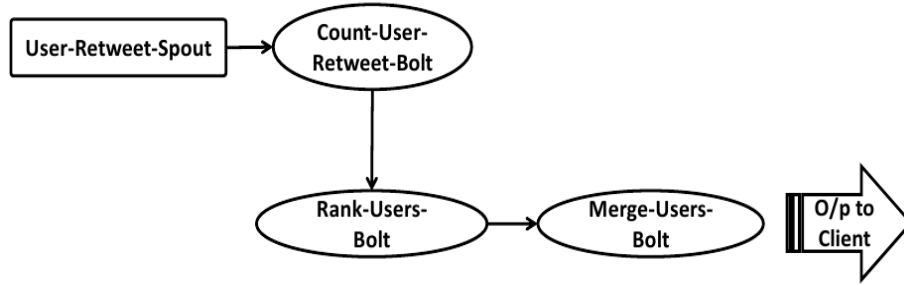 User-Retweet-Spout
Count-User-
Retweet-Bolt
Rank-Users-
Bolt
Merge-Users-
Bolt
O/p to
Client